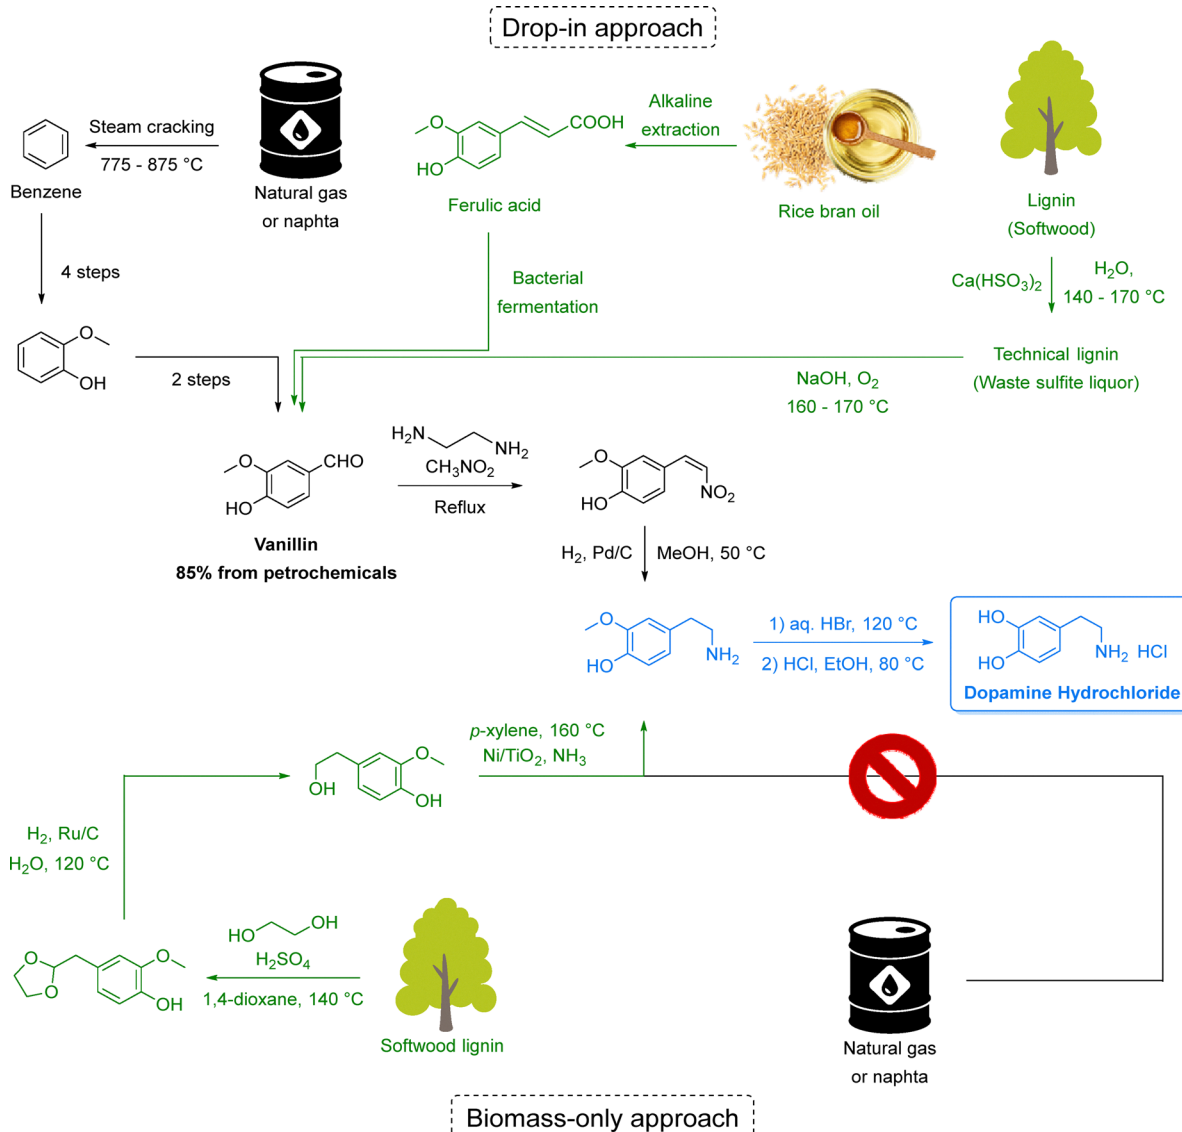 Drop-in approach
Steam cracking
775 - 875 °C
Benzene
Natural gas
or naphta
4 steps
O
OH
2 steps
O
HO
COOH
Ferulic acid
Alkaline
extraction
Rice bran oil
Lignin
(Softwood)
Ca(HSO3)2
H2O,
140 - 170 °C
Bacterial
fermentation
Technical lignin
(Waste sulfite liquor)
NaOH, O2
160 - 170 °C
O
HO
CHO
Vanillin
85% from petrochemicals
H2N
NH2
CH3NO2
Reflux
O
HO
NO2
H2, Pd/C
MeOH, 50 °C
O
HO
NH2
1) aq. HBr, 120 °C
2) HCl, EtOH, 80 °C
HO
HO
NH2 HCl
Dopamine Hydrochloride
p-xylene, 160 °C
Ni/TiO2, NH3
OH
O
OH
H2, Ru/C
H2O, 120 °C
O
O
O
OH
HO
OH
H2SO4
1,4-dioxane, 140 °C
Softwood lignin
Natural gas
or naphta
Biomass-only approach